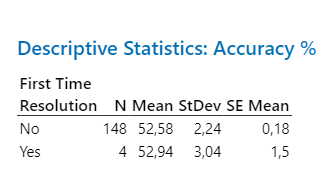 Descriptive Statistics: Accuracy %
First Time
Resolution N Mean StDev SE Mean
No 148 52,58 2,24 0,18
Yes 4 52,94 3,04 1,5